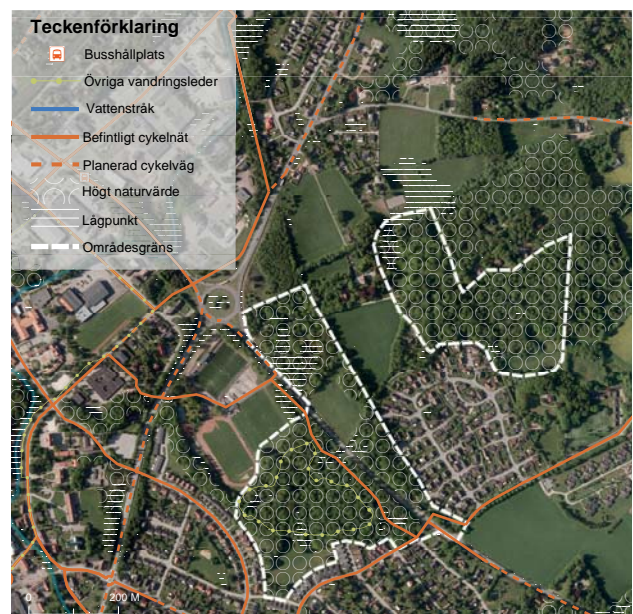 Teckenförklaring
Busshållplats
Övriga vandringsleder
Vattenstråk
Befintligt cykelnät
Planerad cykelväg
Högt naturvärde
Lågpunkt
Områdesgräns
0 200 M